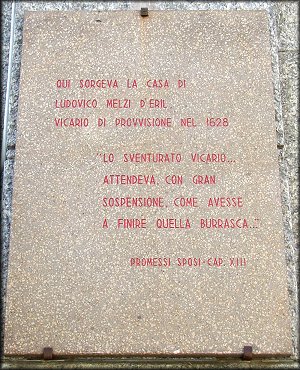 QUI SORGEVA LA CASA DI
LUDOVICO MELZI D'ERIL
VICARIO DI PROVVISIONE NEL 1628
"LO SVENTURATO VICARIO...
ATTENDEVA, CON GRAN
SOSPENSIONE, COME AVESSE
A FINIRE QUELLA BURRASCA..."
PROMESSI SPOSI-CAP. XIII